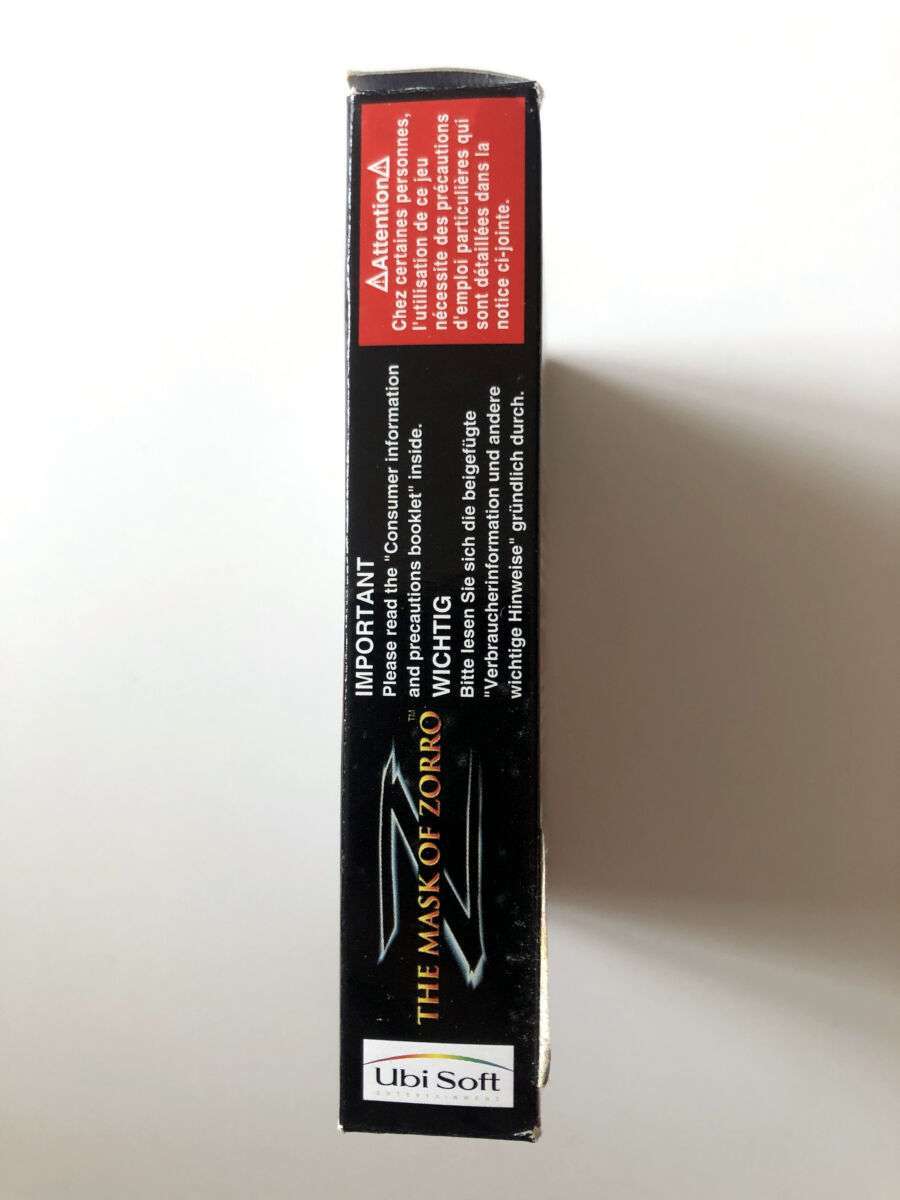 Ubi Soft
ENTERTAINMENT
THE MASK OF ZORRO™
IMPORTANT
Please read the "Consumer information
and precautions booklet" inside.
WICHTIG
Bitte lesen Sie sich die beigefügte
"Verbraucherinformation und andere
wichtige Hinweise" gründlich durch.
⚠Attention⚠
Chez certaines personnes,
l'utilisation de ce jeu
nécessite des précautions
d'emploi particulières qui
sont détaillées dans la
notice ci-jointe.